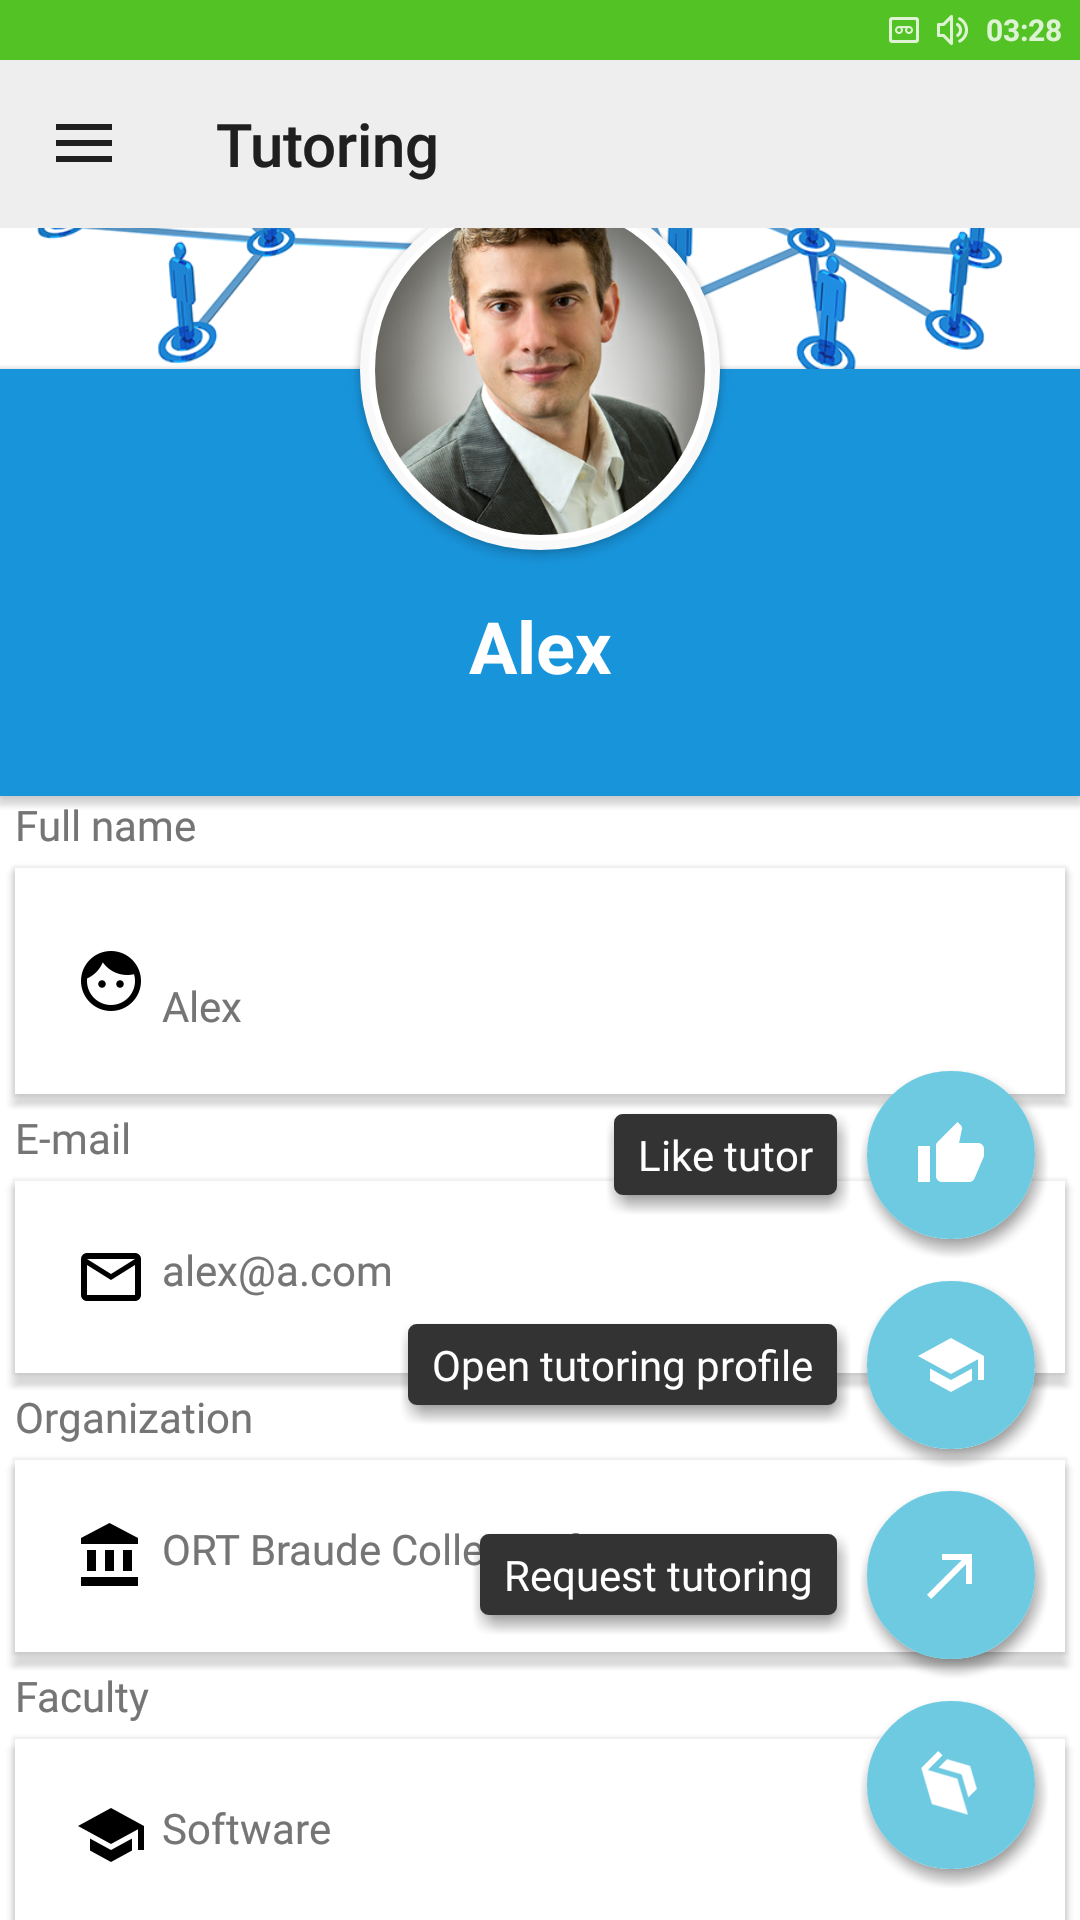 03:28
Tutoring
Alex
Full name
Alex
E-mail
Like tutor
alex@a.com
Open tutoring profile
Organization
ORT Braude Colle
Request tutoring
Faculty
Software